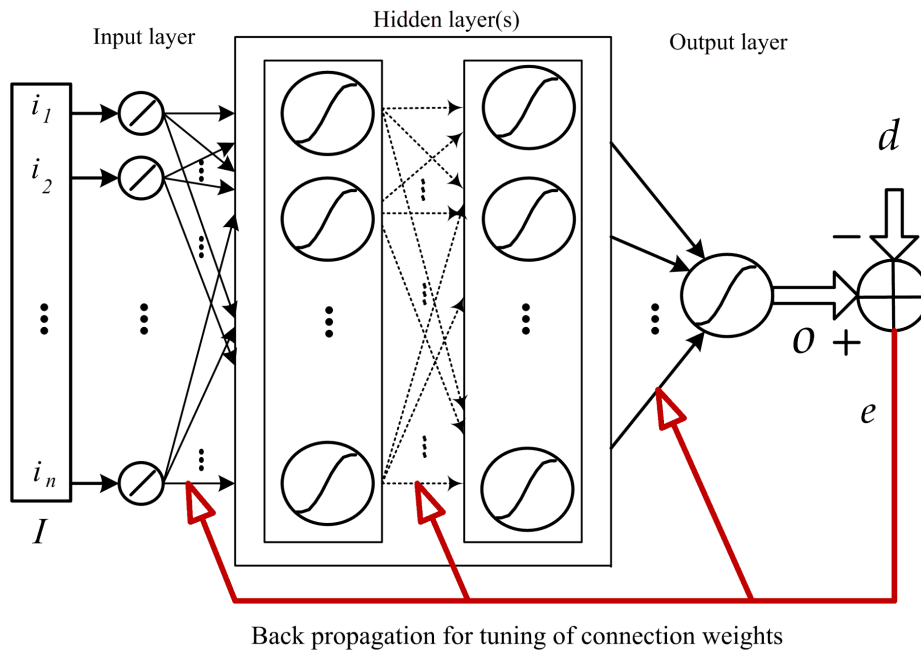 Hidden layer(s)
Input layer
Output layer
i1
i2
in
I
d
−
O +
e
Back propagation for tuning of connection weights